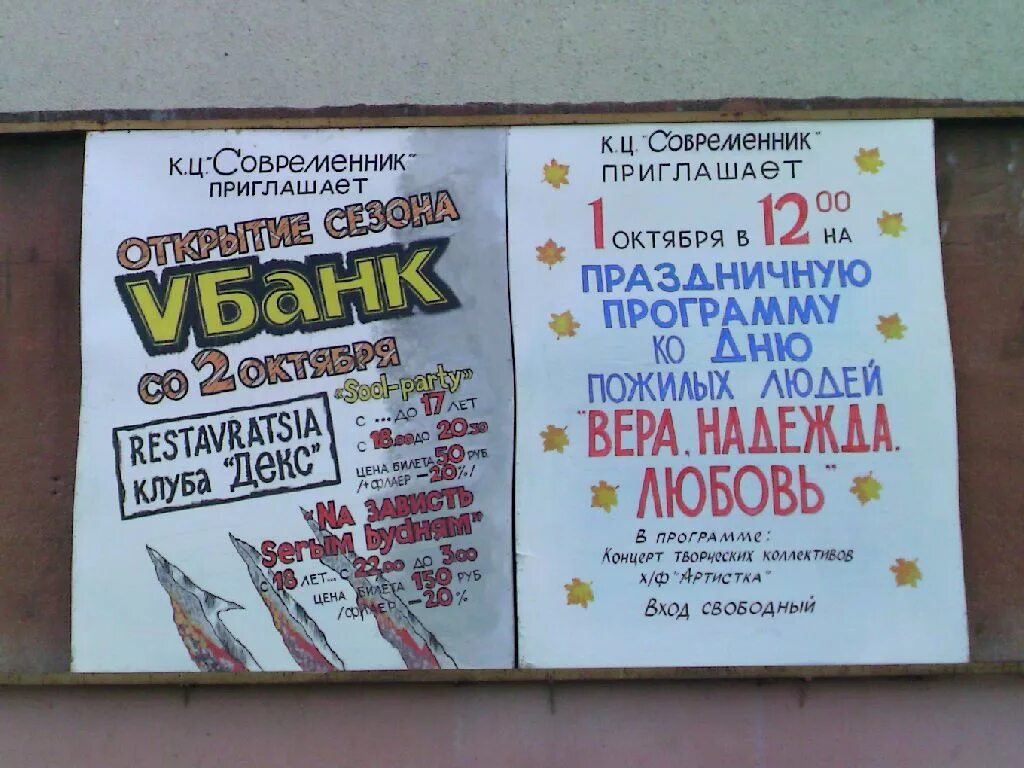 К.Ц. "Современник"
приглашает
Открытие сезона
VБанк
со 2 октября
«Sool-party»
с ... до 17 лет
с 18.00 до 20.30
цена билета 50 руб
/+флаер -20%/
RESTAVRATSIA
клуба "Декс"
"Na зависть
serым bydням"
с 18 лет... с 22.00 до 3.00
цена билета 150 руб
/флаер -20%
К.Ц. "Современник"
приглашает
1 октября в 12 00 на
праздничную
программу
ко Дню
пожилых людей
"Вера, Надежда,
Любовь"
В программе:
Концерт творческих коллективов
х/ф "Артистка"
Вход свободный